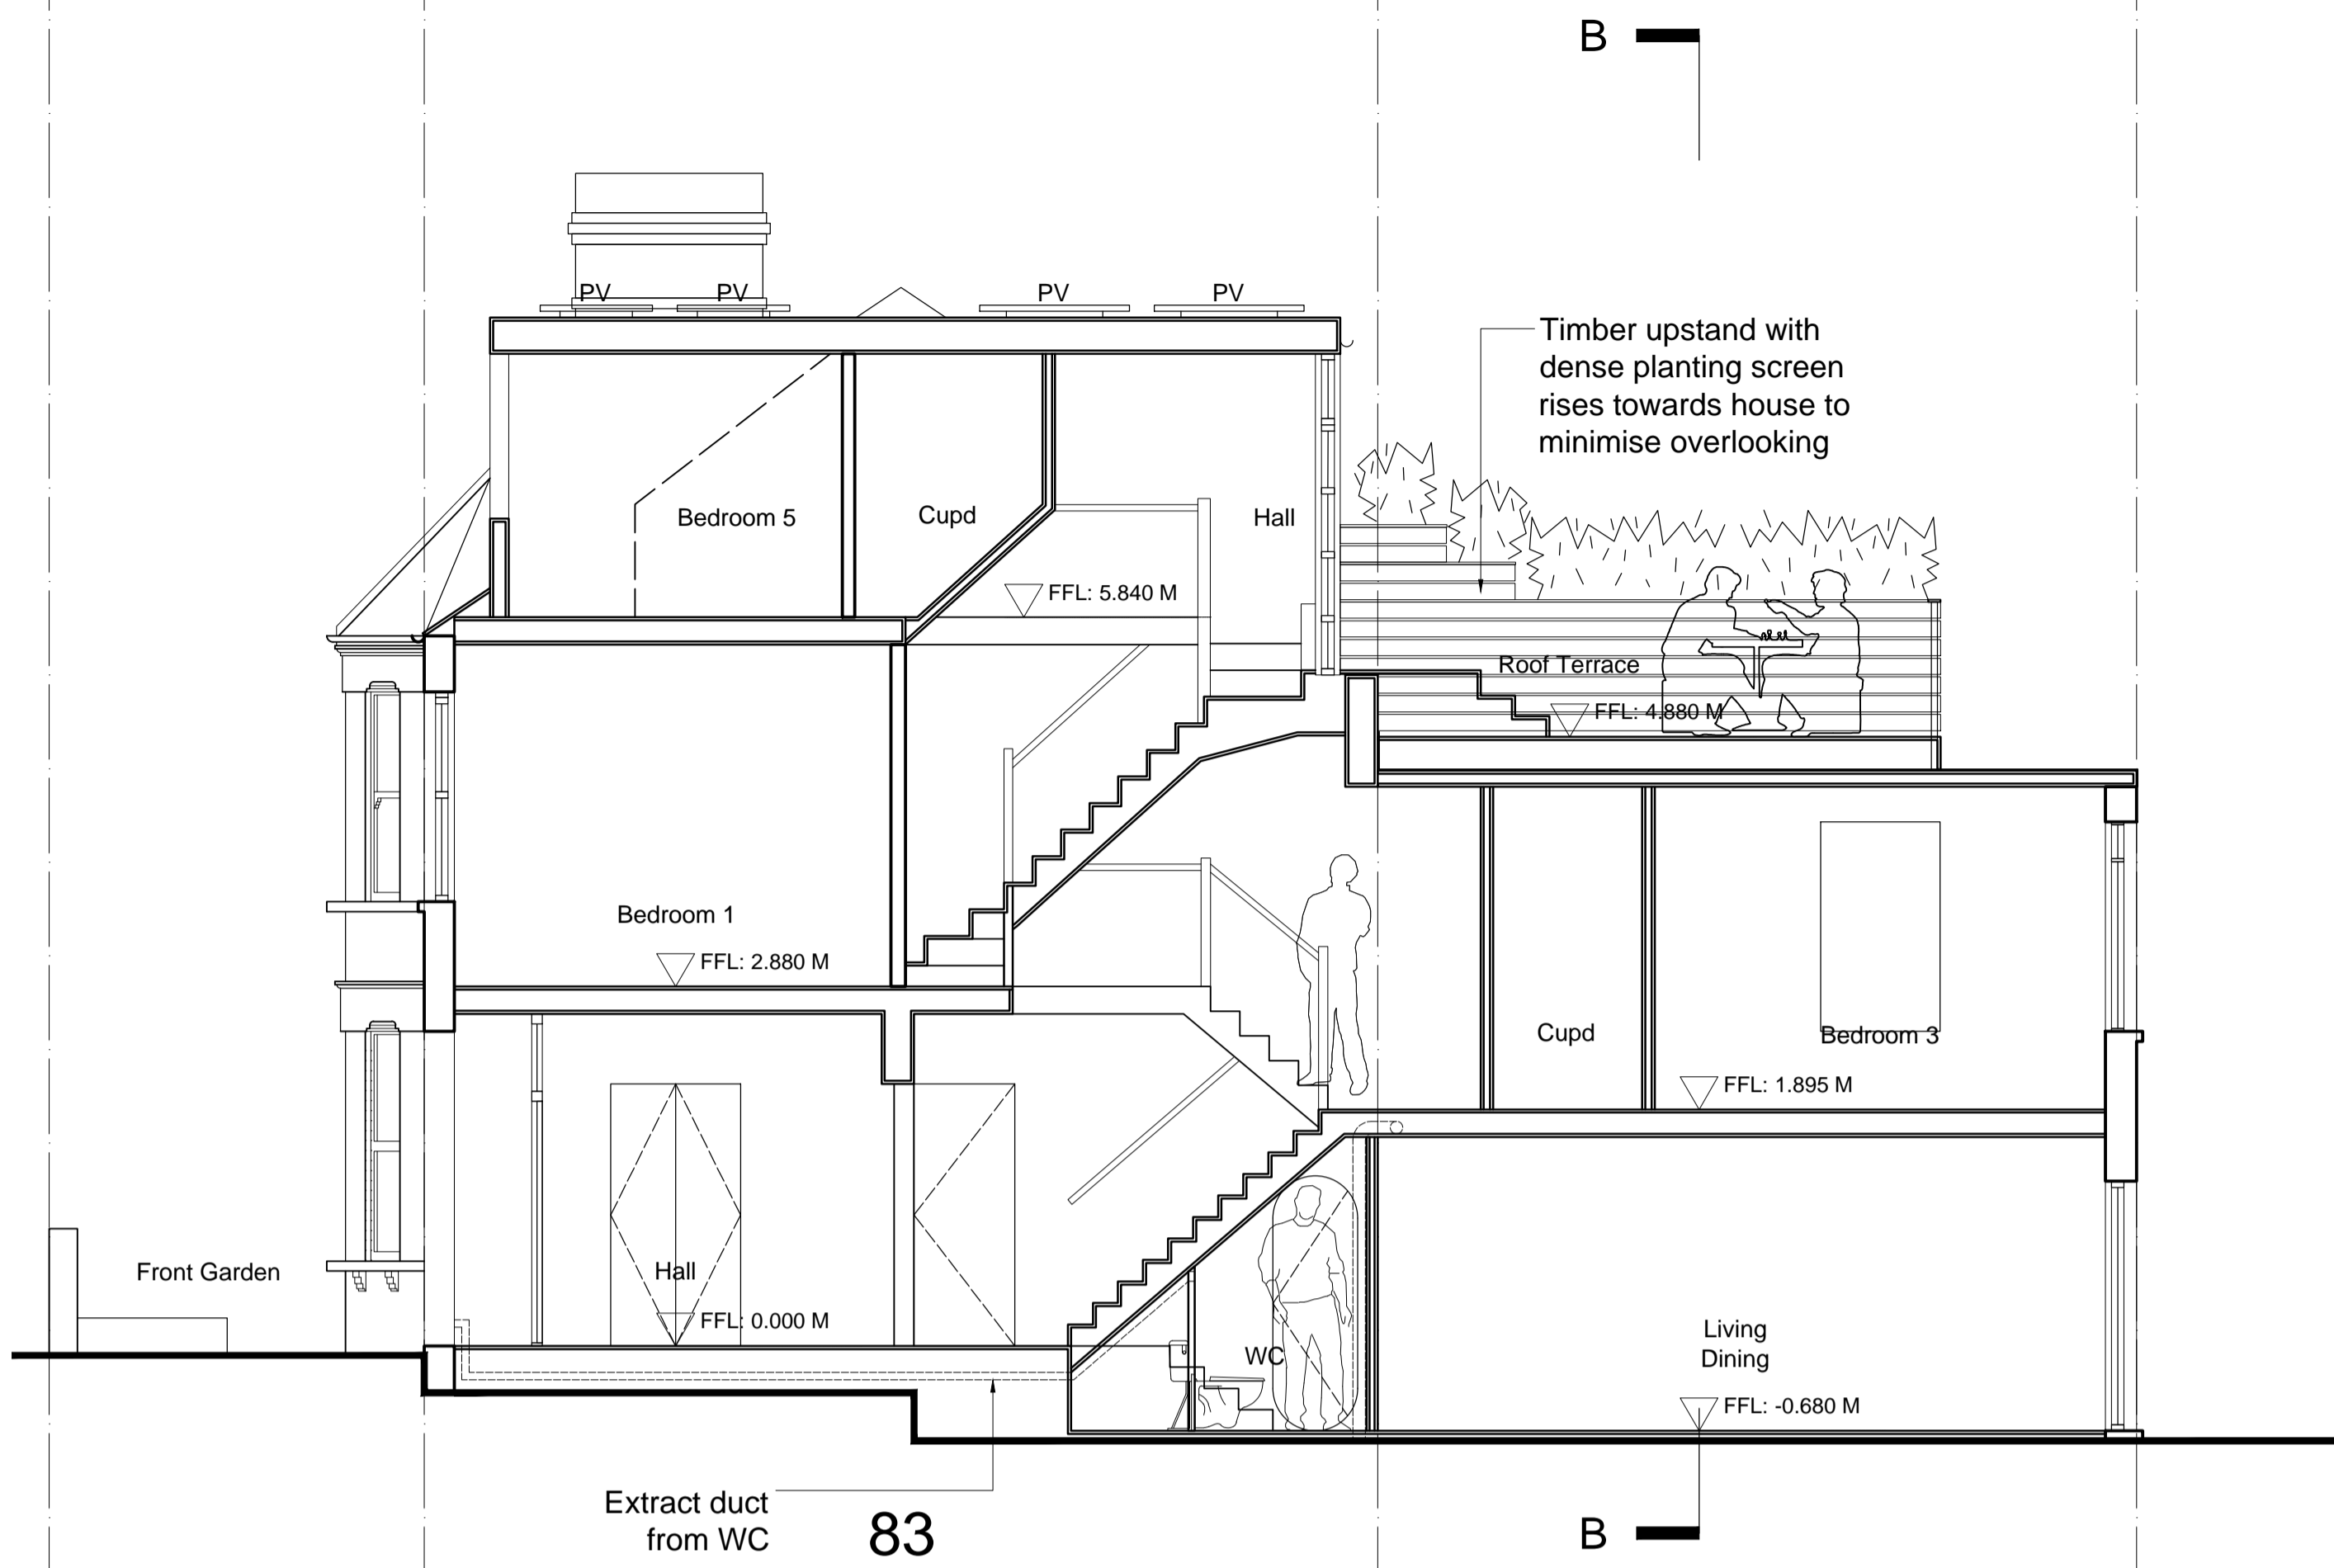 B
PV
PV
PV
PV
Timber upstand with
dense planting screen
rises towards house to
minimise overlooking
Bedroom 5
Cupd
Hall
FFL: 5.840 M
Roof Terrace
FFL: 4.880 M
Bedroom 1
FFL: 2.880 M
Cupd
Bedroom 3
FFL: 1.895 M
Front Garden
Hall
FFL: 0.000 M
WC
Living
Dining
FFL: -0.680 M
Extract duct
from WC
83
B